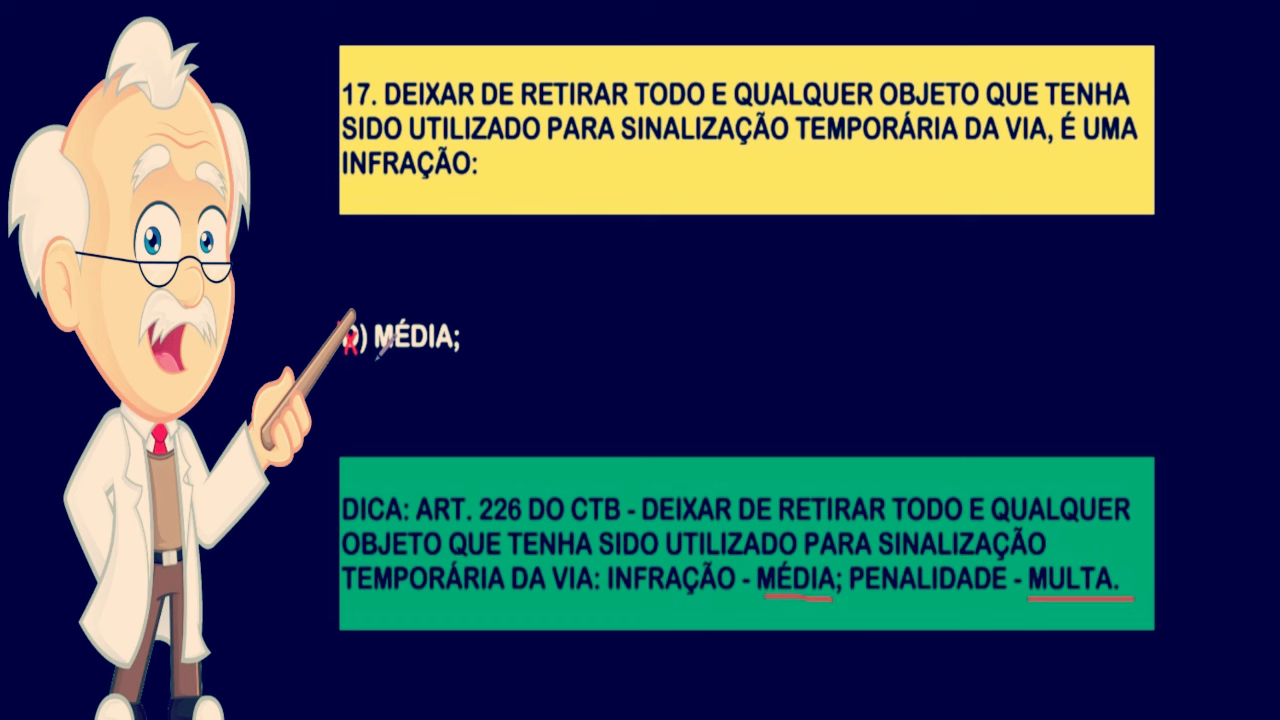 17. DEIXAR DE RETIRAR TODO E QUALQUER OBJETO QUE TENHA
SIDO UTILIZADO PARA SINALIZAÇÃO TEMPORÁRIA DA VIA, É UMA
INFRAÇÃO:
) MÉDIA;
DICA: ART. 226 DO CTB - DEIXAR DE RETIRAR TODO E QUALQUER
OBJETO QUE TENHA SIDO UTILIZADO PARA SINALIZAÇÃO
TEMPORÁRIA DA VIA: INFRAÇÃO - MÉDIA; PENALIDADE - MULTA.